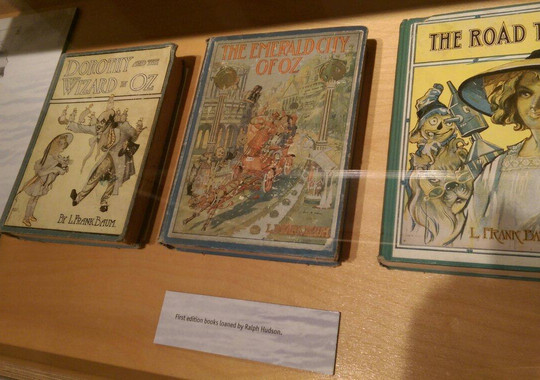 DOROTHY AND THE
WIZARD IN OZ
BY L. FRANK BAUM.
THE EMERALD CITY
OF OZ
L. FRANK BAUM
THE ROAD T
L. FRANK BA
First edition books loaned by Ralph Hudson.